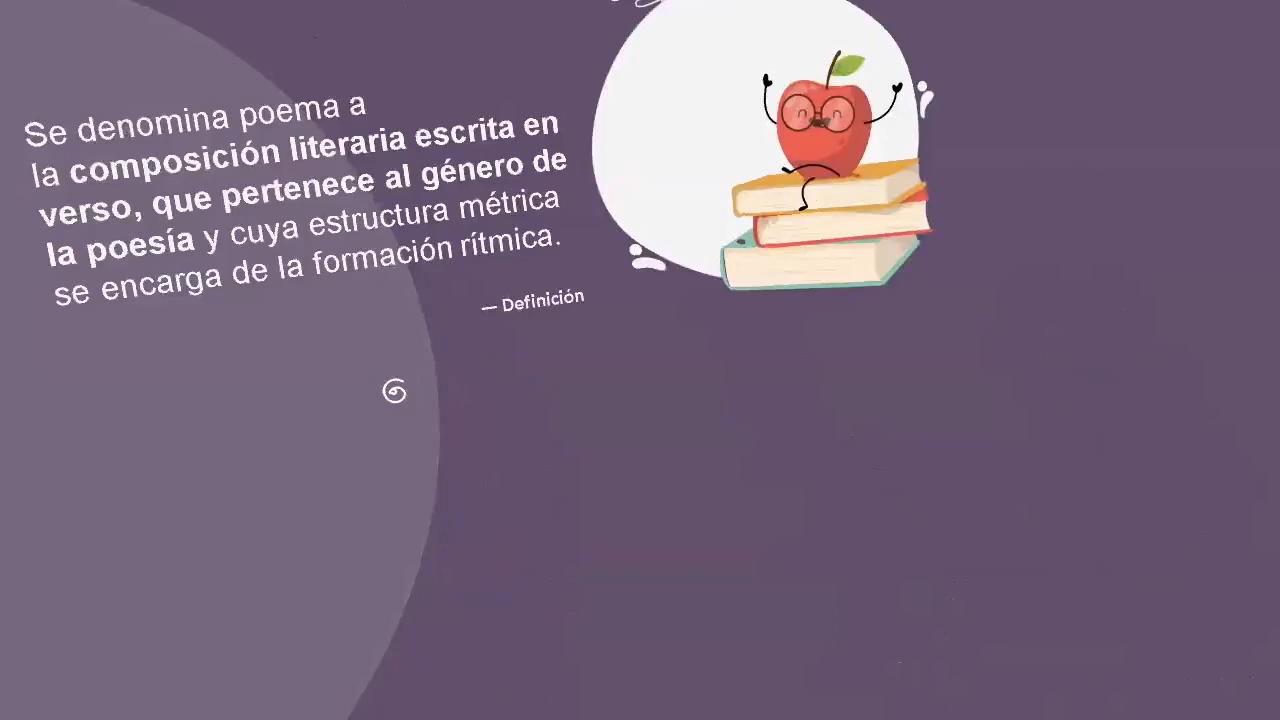 Se denomina poema a
la composición literaria escrita en
verso, que pertenece al género de
la poesía y cuya estructura métrica
se encarga de la formación rítmica.
— Definición